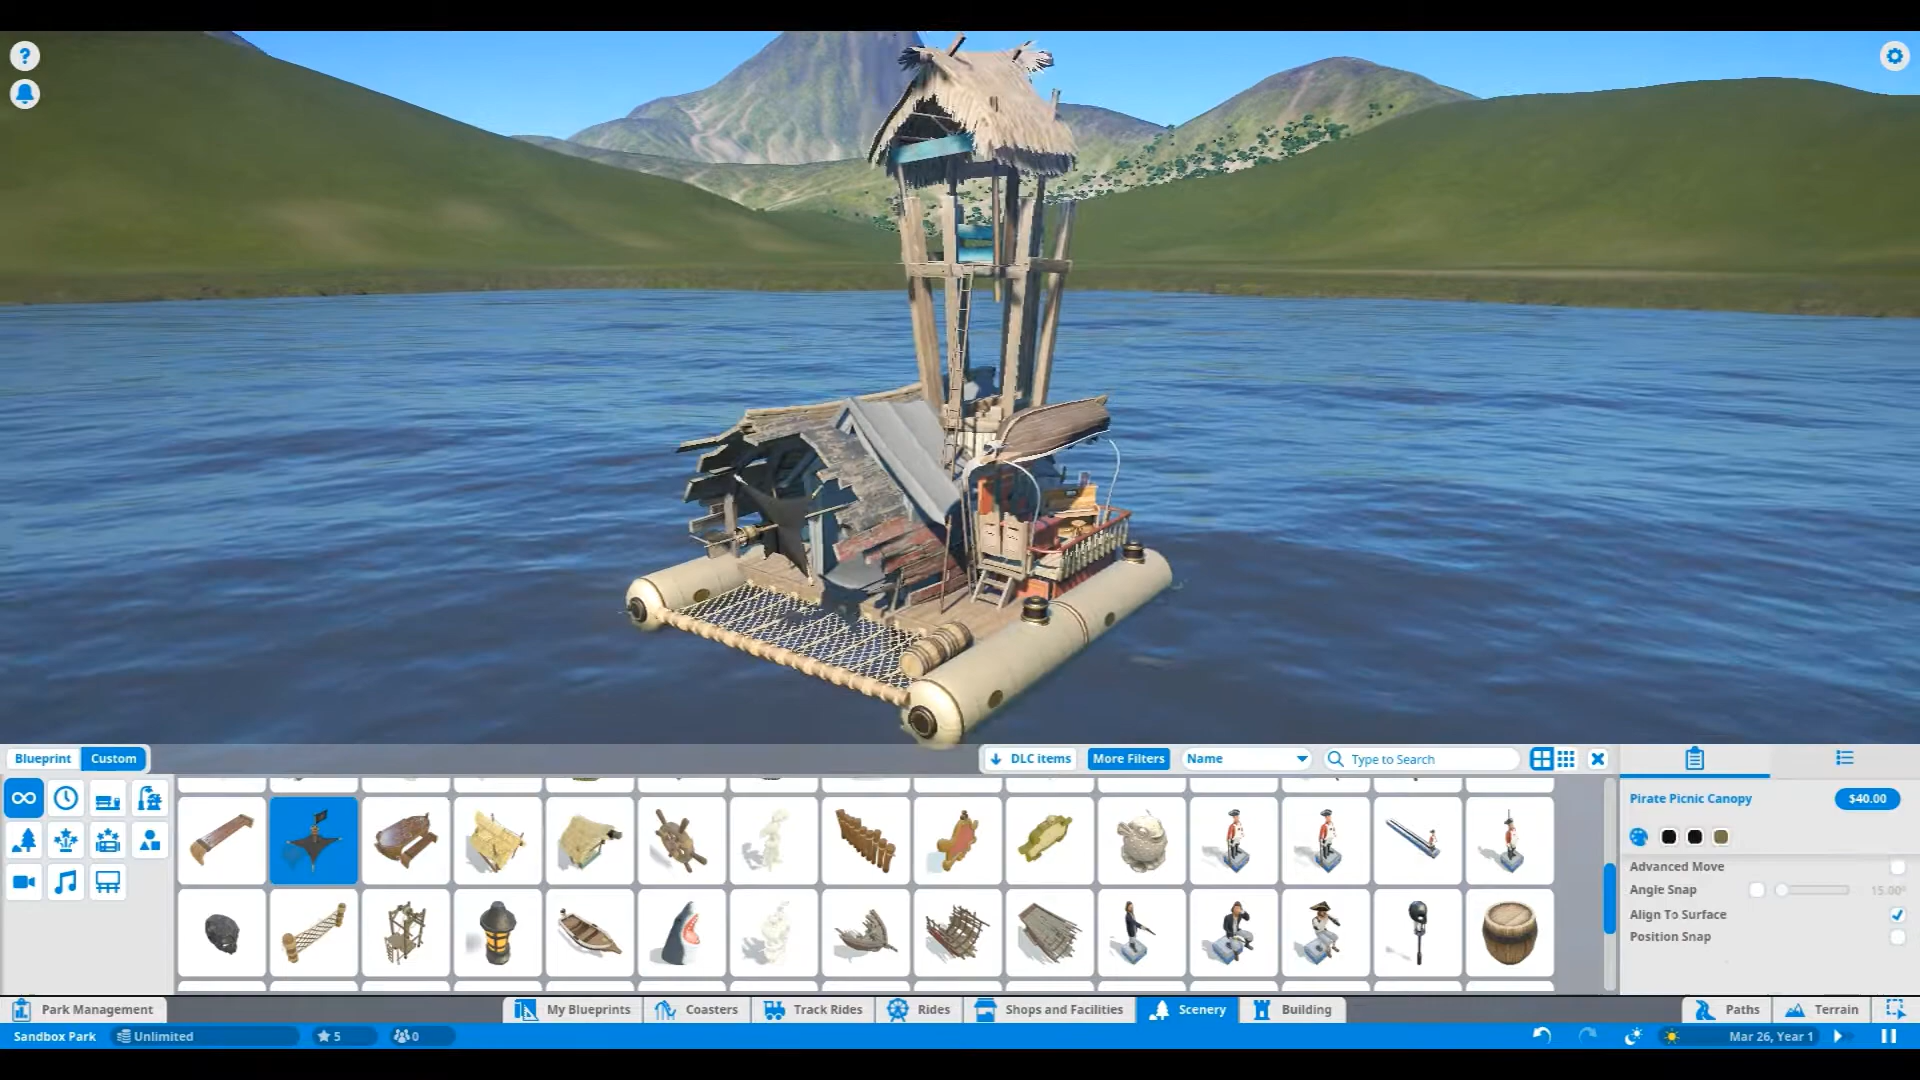 ?
Blueprint
Custom
DLC items
More Filters
Name
Type to Search
Pirate Picnic Canopy
$40.00
Advanced Move
Angle Snap
15.00°
Align To Surface
Position Snap
Park Management
My Blueprints
Coasters
Track Rides
Rides
Shops and Facilities
Scenery
Building
Paths
Terrain
Sandbox Park
Unlimited
5
0
Mar 26, Year 1